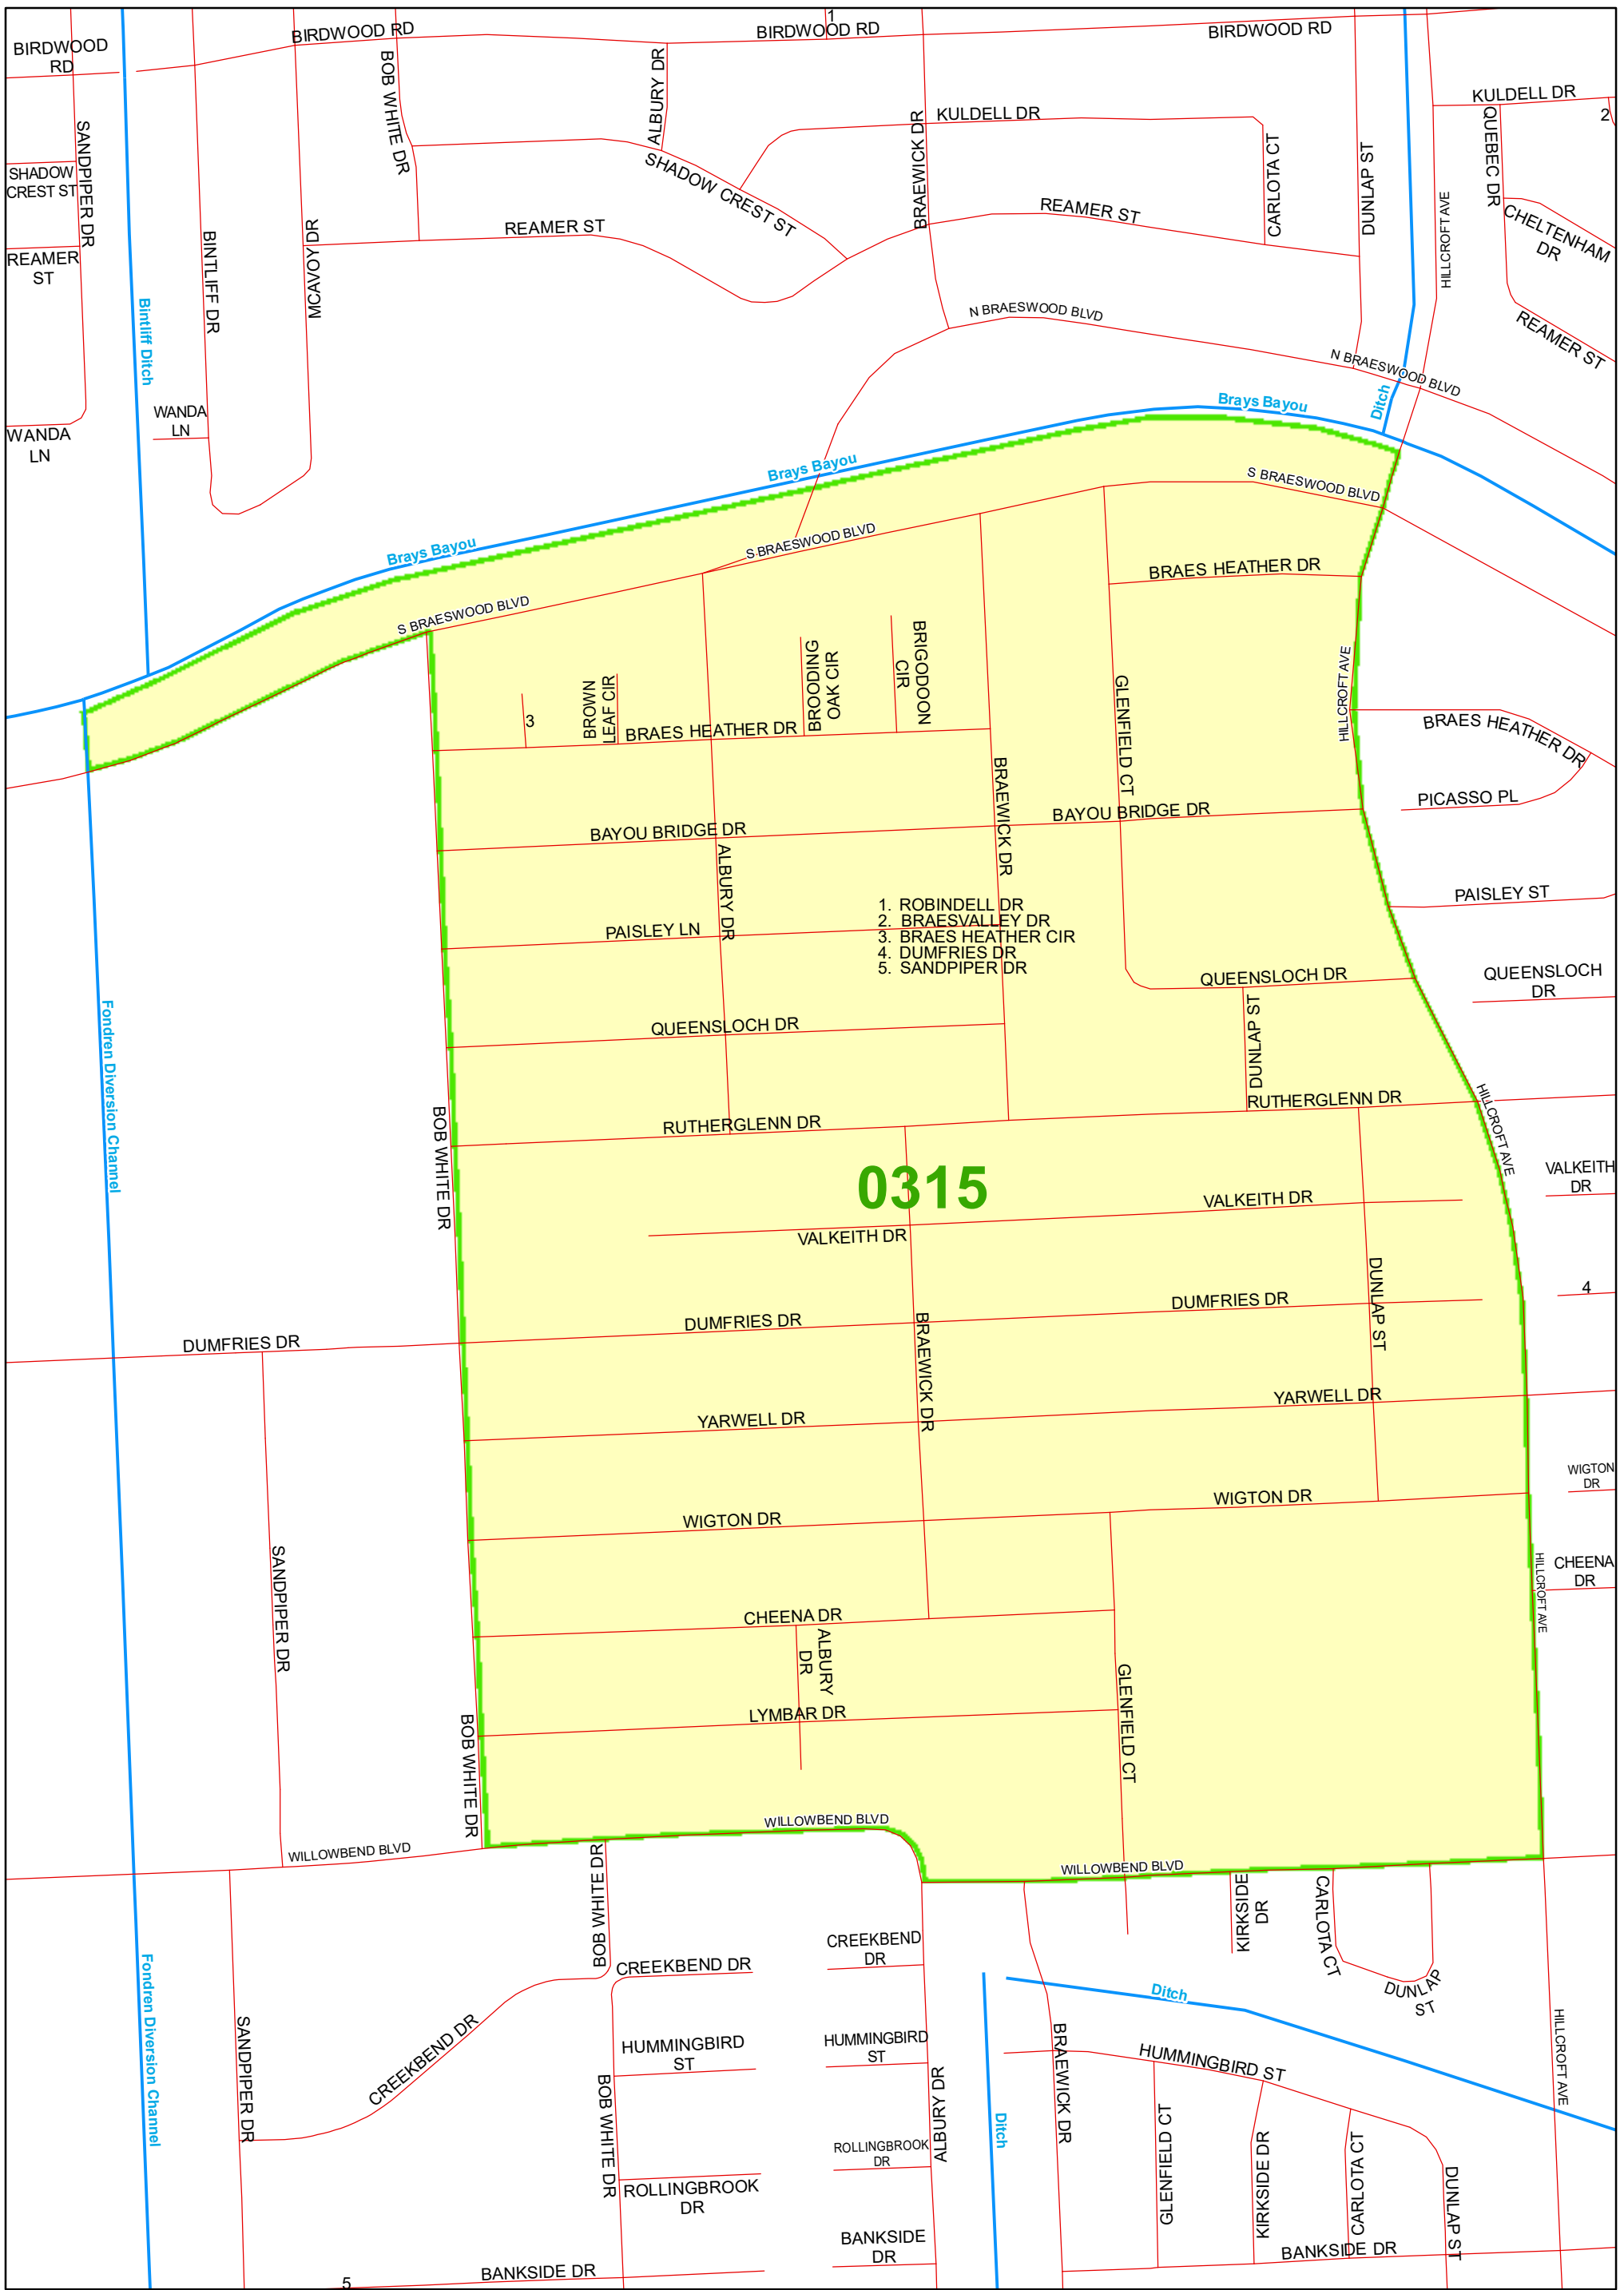 1
BIRDWOOD RD
BIRDWOOD RD
BIRDWOOD RD
BIRDWOOD
RD
BOB WHITE DR
ALBURY DR
KULDELL DR
KULDELL DR
2
BRAEWICK DR
QUEBEC DR
SANDPIPER DR
SHADOW
CREST ST
SHADOW CREST ST
CARLOTA CT
DUNLAP ST
HILLCROFT AVE
CHELTENHAM
DR
REAMER ST
REAMER ST
REAMER
ST
REAMER ST
BINTLIFF DR
MCAVOY DR
Bintliff Ditch
N BRAESWOOD BLVD
N BRAESWOOD BLVD
WANDA
LN
WANDA
LN
Brays Bayou
Ditch
Brays Bayou
S BRAESWOOD BLVD
Brays Bayou
S BRAESWOOD BLVD
S BRAESWOOD BLVD
BRAES HEATHER DR
BROWN
LEAF CIR
BROODING
OAK CIR
BRIGODOON
CIR
GLENFIELD CT
HILLCROFT AVE
3
BRAES HEATHER DR
BRAES HEATHER DR
BRAEWICK DR
PICASSO PL
BAYOU BRIDGE DR
BAYOU BRIDGE DR
ALBURY DR
PAISLEY ST
PAISLEY LN
1. ROBINDELL DR
2. BRAESVALLEY DR
3. BRAES HEATHER CIR
4. DUMFRIES DR
5. SANDPIPER DR
QUEENSLOCH DR
QUEENSLOCH
DR
QUEENSLOCH DR
DUNLAP ST
Fondren Diversion Channel
BOB WHITE DR
RUTHERGLENN DR
RUTHERGLENN DR
HILLCROFT AVE
0315
VALKEITH
DR
VALKEITH DR
VALKEITH DR
DUNLAP ST
4
DUMFRIES DR
DUMFRIES DR
DUMFRIES DR
BRAEWICK DR
YARWELL DR
YARWELL DR
WIGTON
DR
WIGTON DR
WIGTON DR
SANDPIPER DR
HILLCROFT AVE
CHEENA
DR
CHEENA DR
ALBURY
DR
GLENFIELD CT
LYMBAR DR
BOB WHITE DR
WILLOWBEND BLVD
WILLOWBEND BLVD
WILLOWBEND BLVD
BOB WHITE DR
KIRKSIDE
DR
CARLOTA CT
DUNLAP
ST
CREEKBEND DR
CREEKBEND
DR
Ditch
Fondren Diversion Channel
SANDPIPER DR
CREEKBEND DR
HUMMINGBIRD
ST
HUMMINGBIRD
ST
HUMMINGBIRD ST
HILLCROFT AVE
BOB WHITE DR
ALBURY DR
Ditch
BRAEWICK DR
ROLLINGBROOK
DR
ROLLINGBROOK
DR
GLENFIELD CT
KIRKSIDE DR
CARLOTA CT
DUNLAP ST
BANKSIDE
DR
BANKSIDE DR
BANKSIDE DR
5